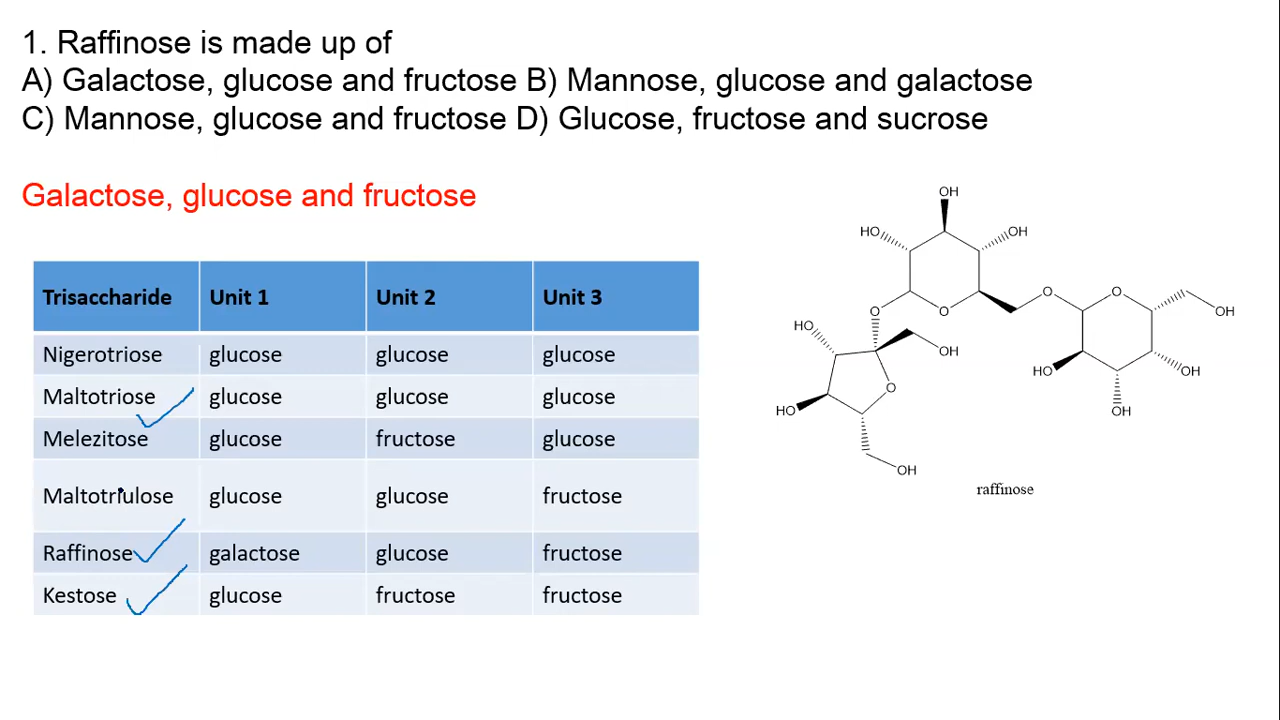 1. Raffinose is made up of
A) Galactose, glucose and fructose B) Mannose, glucose and galactose
C) Mannose, glucose and fructose D) Glucose, fructose and sucrose
Galactose, glucose and fructose
Trisaccharide Unit 1 Unit 2 Unit 3
Nigerotriose glucose glucose glucose
Maltotriose glucose glucose glucose
Melezitose glucose fructose glucose
Maltotriulose glucose glucose fructose
Raffinose galactose glucose fructose
Kestose glucose fructose fructose
OH
HO OH
O O O O OH
HO OH
HO OH
O
HO OH
OH
raffinose